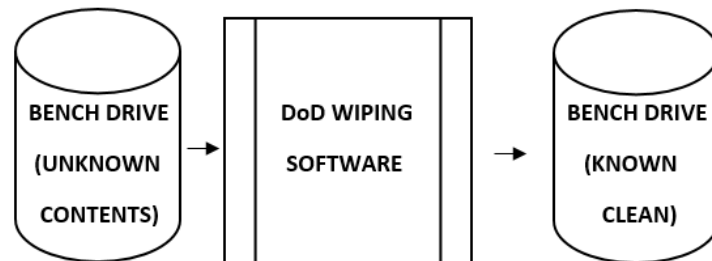 BENCH DRIVE
(UNKNOWN
CONTENTS)
DoD WIPING
SOFTWARE
BENCH DRIVE
(KNOWN
CLEAN)